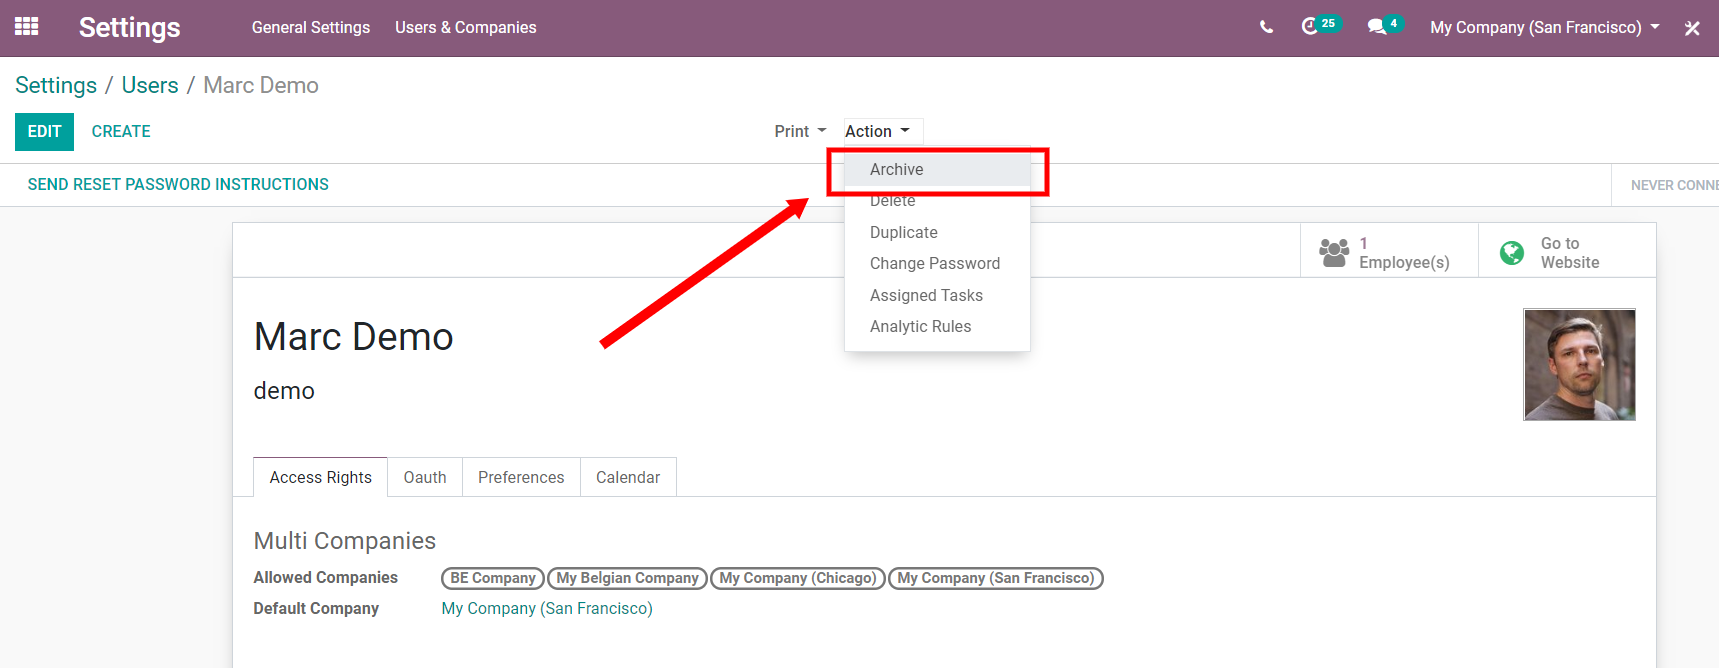 Settings General Settings Users & Companies 25 4 My Company (San Francisco)
Settings / Users / Marc Demo
EDIT CREATE Print Action
Archive
SEND RESET PASSWORD INSTRUCTIONS NEVER CONNE
Delete
Duplicate
1
Employee(s)
Go to
Website
Change Password
Assigned Tasks
Analytic Rules
Marc Demo
demo
Access Rights Oauth Preferences Calendar
Multi Companies
Allowed Companies BE Company My Belgian Company My Company (Chicago) My Company (San Francisco)
Default Company My Company (San Francisco)